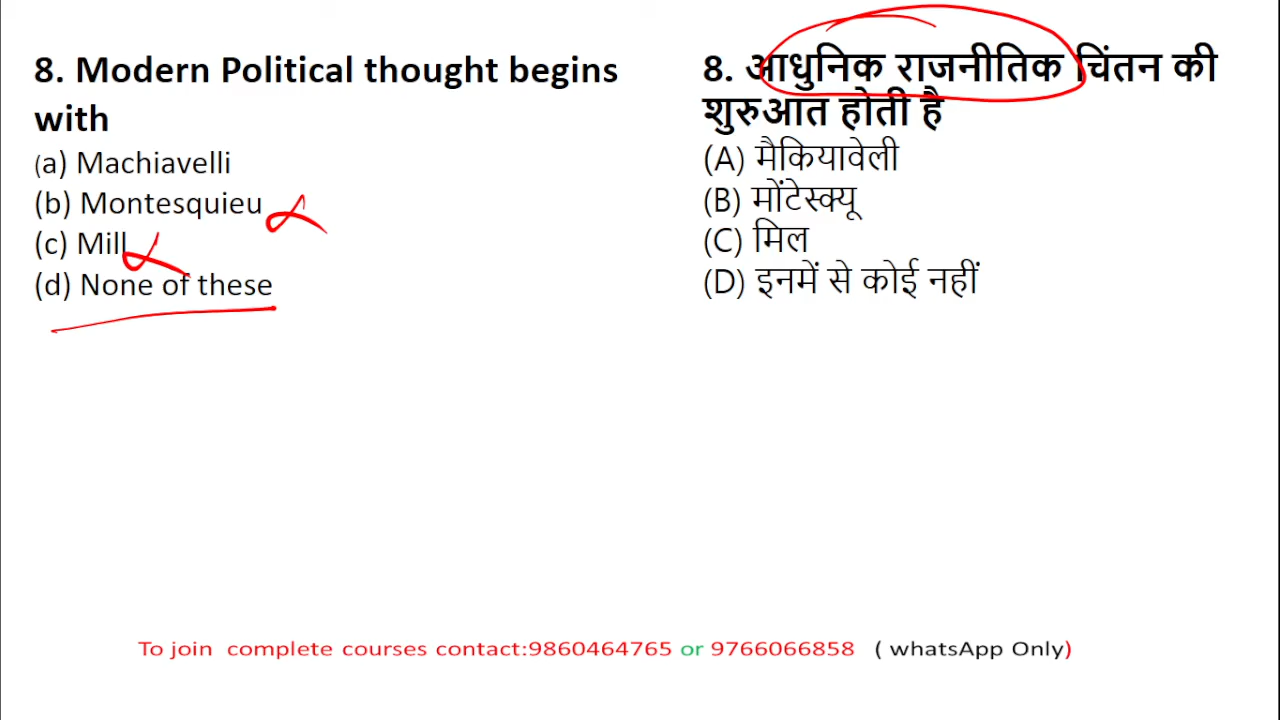 8. Modern Political thought begins
with
(a) Machiavelli
(b) Montesquieu
(c) Mill
(d) None of these
8. आधुनिक राजनीतिक चिंतन की
शुरुआत होती है
(A) मैकियावेली
(B) मोंटेस्क्यू
(C) मिल
(D) इनमें से कोई नहीं
To join complete courses contact:9860464765 or 9766066858 ( whatsApp Only)